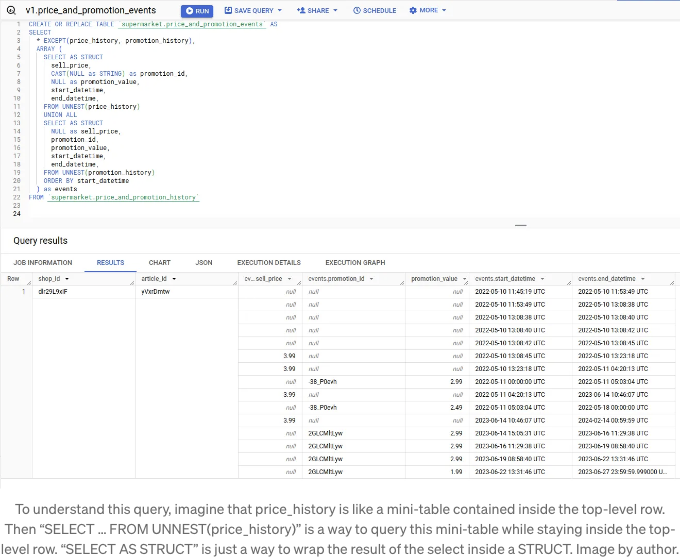 v1.price_and_promotion_events
RUN
SAVE QUERY
SHARE
SCHEDULE
MORE
1 CREATE OR REPLACE TABLE `supermarket.price_and_promotion_events` AS
2 SELECT
3 * EXCEPT(price_history, promotion_history),
4 ARRAY (
5 SELECT AS STRUCT
6 sell_price,
7 CAST(NULL as STRING) as promotion_id,
8 NULL as promotion_value,
9 start_datetime,
10 end_datetime,
11 FROM UNNEST(price_history)
12 UNION ALL
13 SELECT AS STRUCT
14 NULL as sell_price,
15 promotion_id,
16 promotion_value,
17 start_datetime,
18 end_datetime,
19 FROM UNNEST(promotion_history)
20 ORDER BY start_datetime
21 ) as events
22 FROM `supermarket.price_and_promotion_history`
23
24
Query results
JOB INFORMATION RESULTS CHART JSON EXECUTION DETAILS EXECUTION GRAPH
Row shop_id article_id ev...sell_price events.promotion_id promotion_value events.start_datetime events.end_datetime
1 dIr29L9xIF yVxrDmtw null null null 2022-05-10 11:45:19 UTC 2022-05-10 11:53:49 UTC
null null null 2022-05-10 11:53:49 UTC 2022-05-10 13:08:38 UTC
null null null 2022-05-10 13:08:38 UTC 2022-05-10 13:08:40 UTC
null null null 2022-05-10 13:08:40 UTC 2022-05-10 13:08:42 UTC
null null null 2022-05-10 13:08:42 UTC 2022-05-10 13:08:45 UTC
3.99 null null 2022-05-10 13:08:45 UTC 2022-05-10 13:23:18 UTC
3.99 null null 2022-05-10 13:23:18 UTC 2022-05-11 04:20:13 UTC
null -38_P0evh 2.99 2022-05-11 00:00:00 UTC 2022-05-11 05:03:04 UTC
3.99 null null 2022-05-11 04:20:13 UTC 2023-06-14 10:46:07 UTC
null -38_P0evh 2.49 2022-05-11 05:03:04 UTC 2022-05-18 00:00:00 UTC
3.99 null null 2023-06-14 10:46:07 UTC 2024-02-14 00:59:59 UTC
null 2GLCMltLyw 2.99 2023-06-14 15:05:31 UTC 2023-06-16 11:29:38 UTC
null 2GLCMltLyw 2.99 2023-06-16 11:29:38 UTC 2023-06-19 08:58:40 UTC
null 2GLCMltLyw 2.99 2023-06-19 08:58:40 UTC 2023-06-22 13:31:46 UTC
null 2GLCMltLyw 1.99 2023-06-22 13:31:46 UTC 2023-06-27 23:59:59.999000 U...
To understand this query, imagine that price_history is like a mini-table contained inside the top-level row.
Then “SELECT ... FROM UNNEST(price_history)” is a way to query this mini-table while staying inside the top-
level row. “SELECT AS STRUCT” is just a way to wrap the result of the select inside a STRUCT. Image by author.